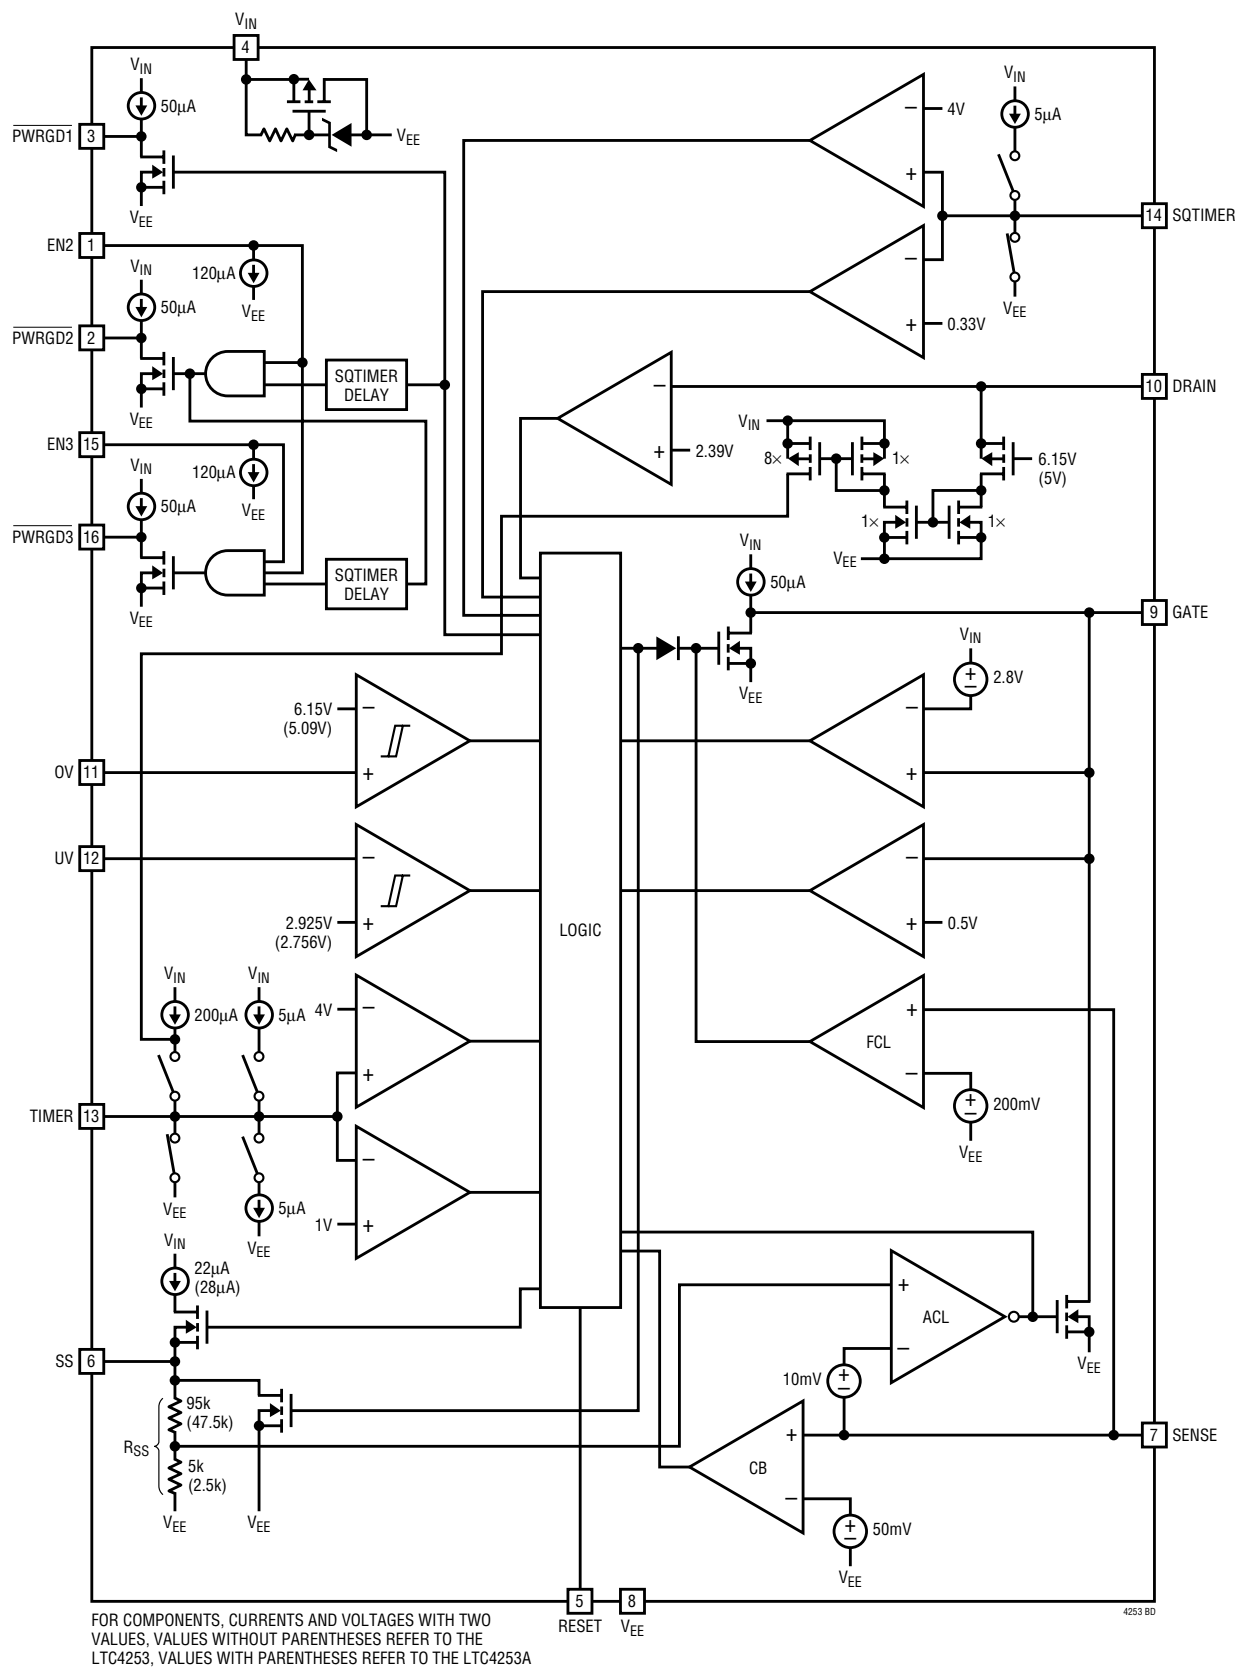 VIN
4
VIN
50µA
PWRGD1
3
VEE
VEE
4V
VIN
5µA
14
SQTIMER
EN2
1
120µA
VEE
VIN
50µA
PWRGD2
2
SQTIMER
DELAY
VEE
0.33V
VEE
10
DRAIN
EN3
15
120µA
VEE
VIN
50µA
PWRGD3
16
SQTIMER
DELAY
VEE
2.39V
VIN
8×
1×
6.15V
(5V)
1×
1×
VEE
VIN
50µA
9
GATE
VEE
VIN
2.8V
6.15V
(5.09V)
OV
11
UV
12
2.925V
(2.756V)
LOGIC
0.5V
VIN
200µA
VIN
5µA
4V
FCL
200mV
VEE
TIMER
13
VEE
5µA
VEE
1V
VIN
22µA
(28µA)
ACL
VEE
SS
6
10mV
95k
(47.5k)
RSS
5k
(2.5k)
VEE
VEE
7
SENSE
CB
50mV
VEE
5
RESET
8
VEE
4253 BD
FOR COMPONENTS, CURRENTS AND VOLTAGES WITH TWO
VALUES, VALUES WITHOUT PARENTHESES REFER TO THE
LTC4253, VALUES WITH PARENTHESES REFER TO THE LTC4253A